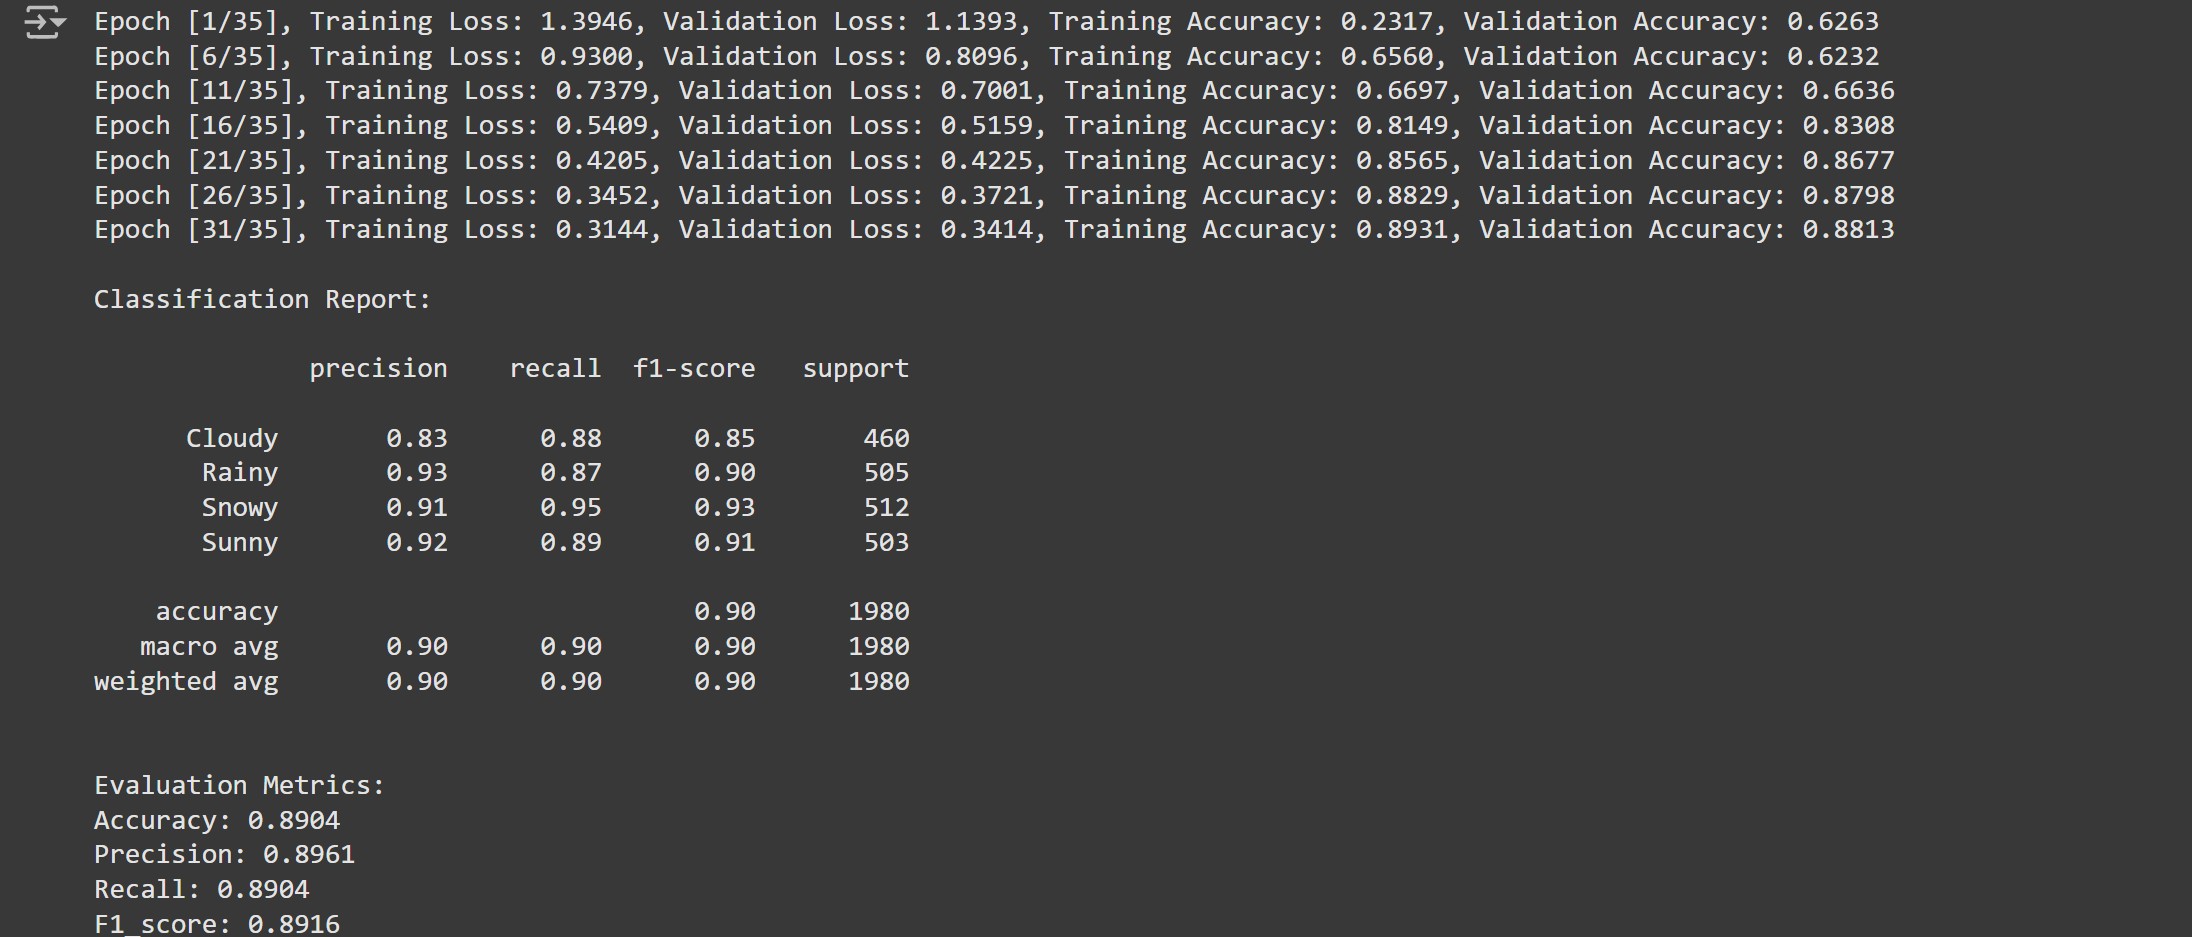 Epoch [1/35], Training Loss: 1.3946, Validation Loss: 1.1393, Training Accuracy: 0.2317, Validation Accuracy: 0.6263
Epoch [6/35], Training Loss: 0.9300, Validation Loss: 0.8096, Training Accuracy: 0.6560, Validation Accuracy: 0.6232
Epoch [11/35], Training Loss: 0.7379, Validation Loss: 0.7001, Training Accuracy: 0.6697, Validation Accuracy: 0.6636
Epoch [16/35], Training Loss: 0.5409, Validation Loss: 0.5159, Training Accuracy: 0.8149, Validation Accuracy: 0.8308
Epoch [21/35], Training Loss: 0.4205, Validation Loss: 0.4225, Training Accuracy: 0.8565, Validation Accuracy: 0.8677
Epoch [26/35], Training Loss: 0.3452, Validation Loss: 0.3721, Training Accuracy: 0.8829, Validation Accuracy: 0.8798
Epoch [31/35], Training Loss: 0.3144, Validation Loss: 0.3414, Training Accuracy: 0.8931, Validation Accuracy: 0.8813
Classification Report:
precision recall f1-score support
Cloudy 0.83 0.88 0.85 460
Rainy 0.93 0.87 0.90 505
Snowy 0.91 0.95 0.93 512
Sunny 0.92 0.89 0.91 503
accuracy 0.90 1980
macro avg 0.90 0.90 0.90 1980
weighted avg 0.90 0.90 0.90 1980
Evaluation Metrics:
Accuracy: 0.8904
Precision: 0.8961
Recall: 0.8904
F1_score: 0.8916